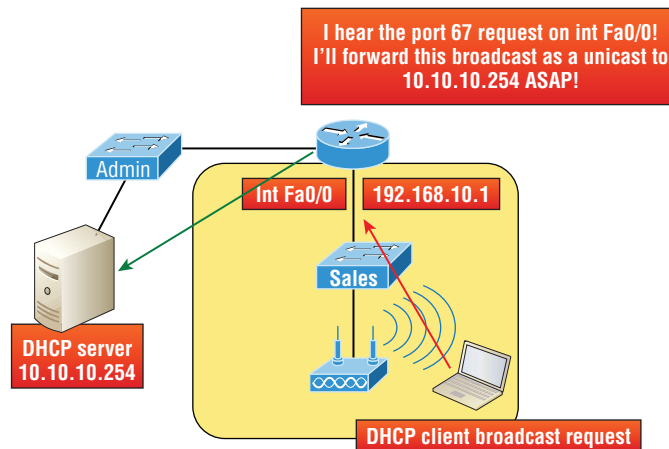 I hear the port 67 request on int Fa0/0!
I'll forward this broadcast as a unicast to
10.10.10.254 ASAP!
Admin
Int Fa0/0
192.168.10.1
Sales
DHCP server
10.10.10.254
DHCP client broadcast request